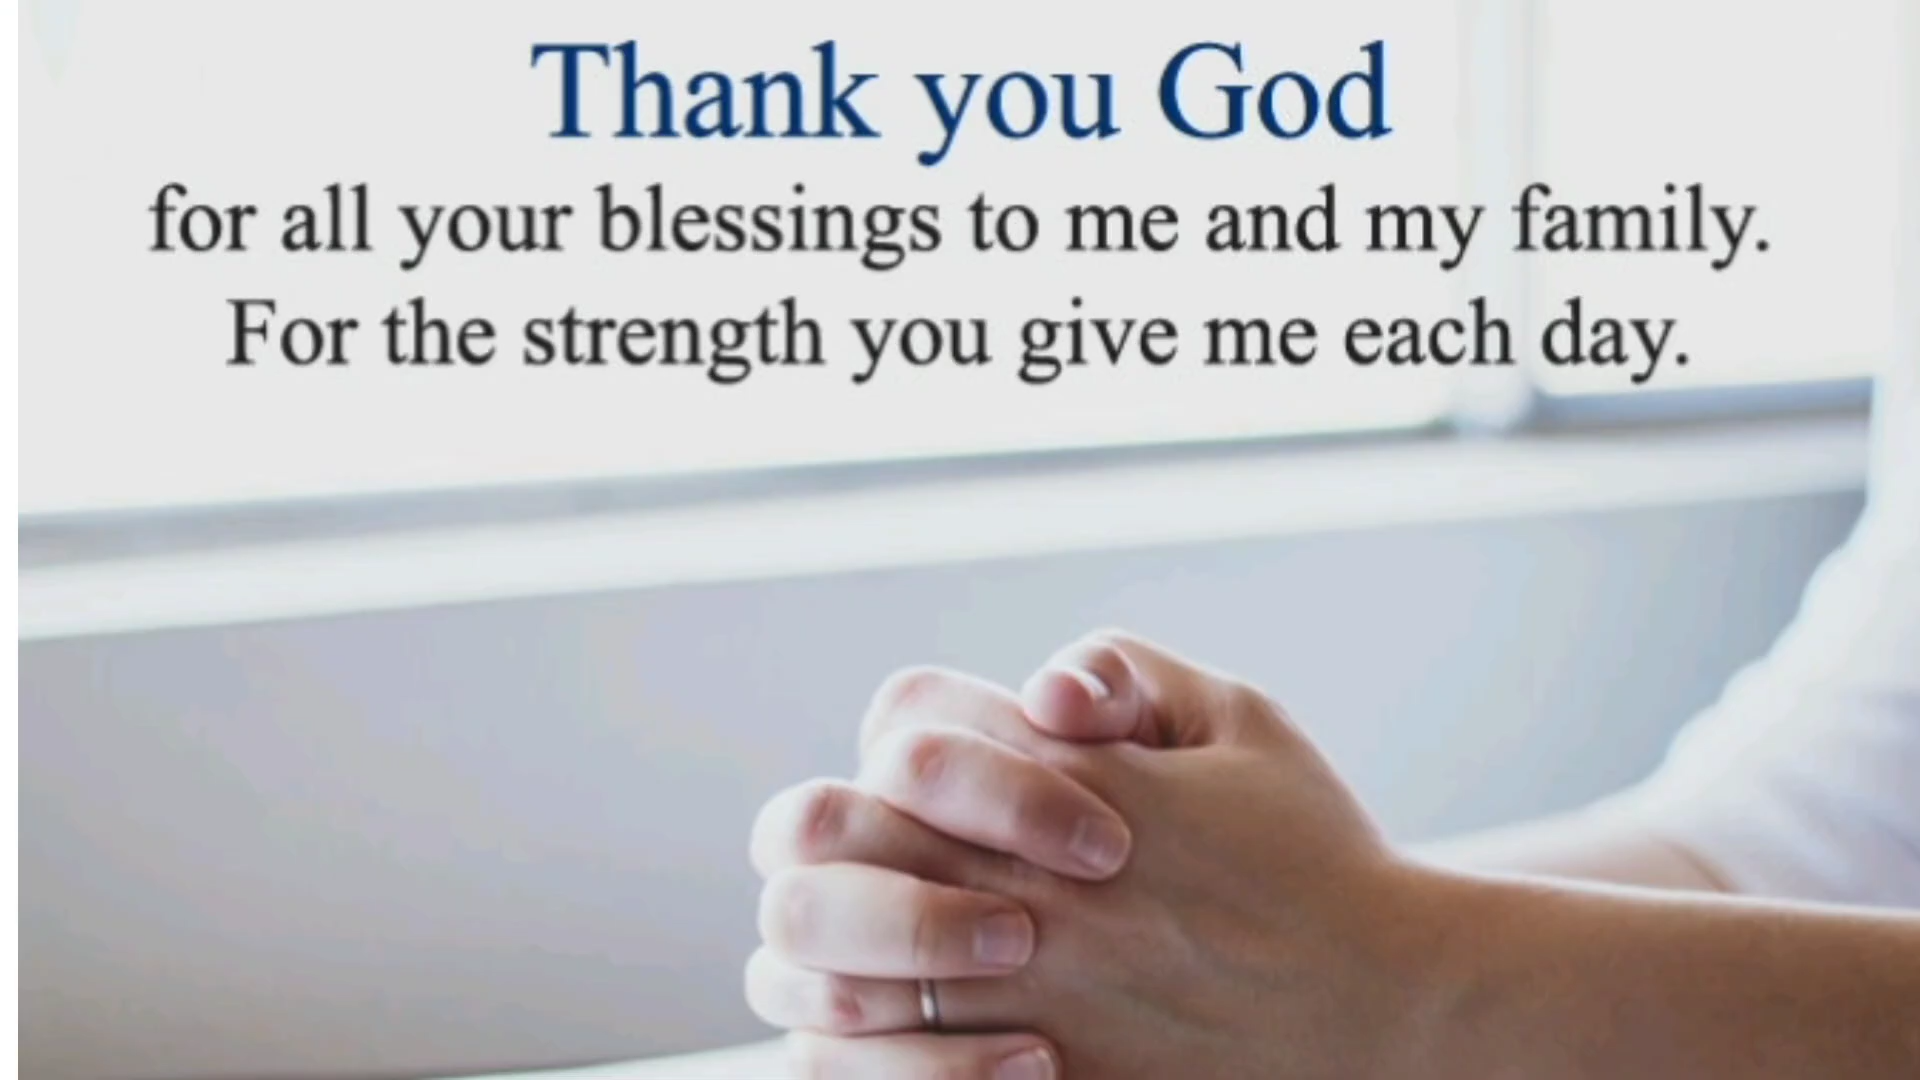 Thank you God
for all your blessings to me and my family.
For the strength you give me each day.